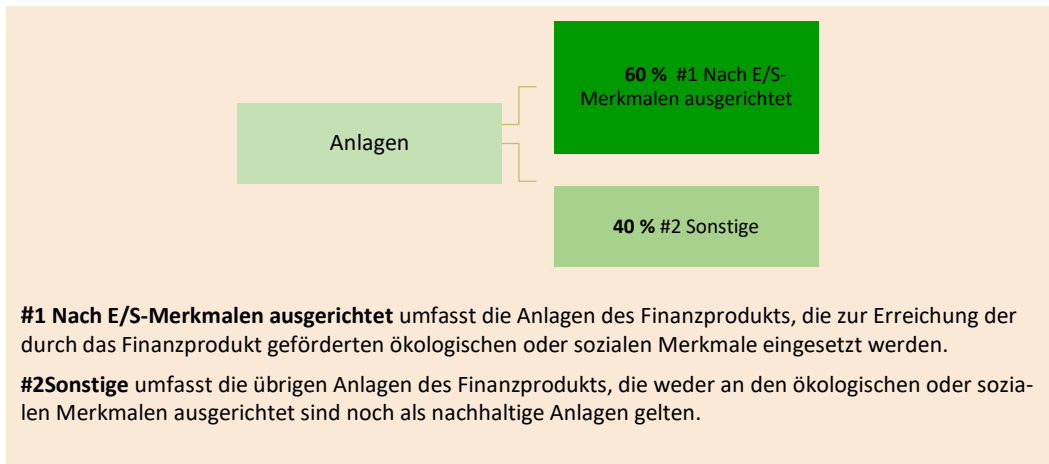 60 % #1 Nach E/S-
Merkmalen ausgerichtet
Anlagen
40 % #2 Sonstige
#1 Nach E/S-Merkmalen ausgerichtet umfasst die Anlagen des Finanzprodukts, die zur Erreichung der
durch das Finanzprodukt geförderten ökologischen oder sozialen Merkmale eingesetzt werden.
#2Sonstige umfasst die übrigen Anlagen des Finanzprodukts, die weder an den ökologischen oder sozia-
len Merkmalen ausgerichtet sind noch als nachhaltige Anlagen gelten.